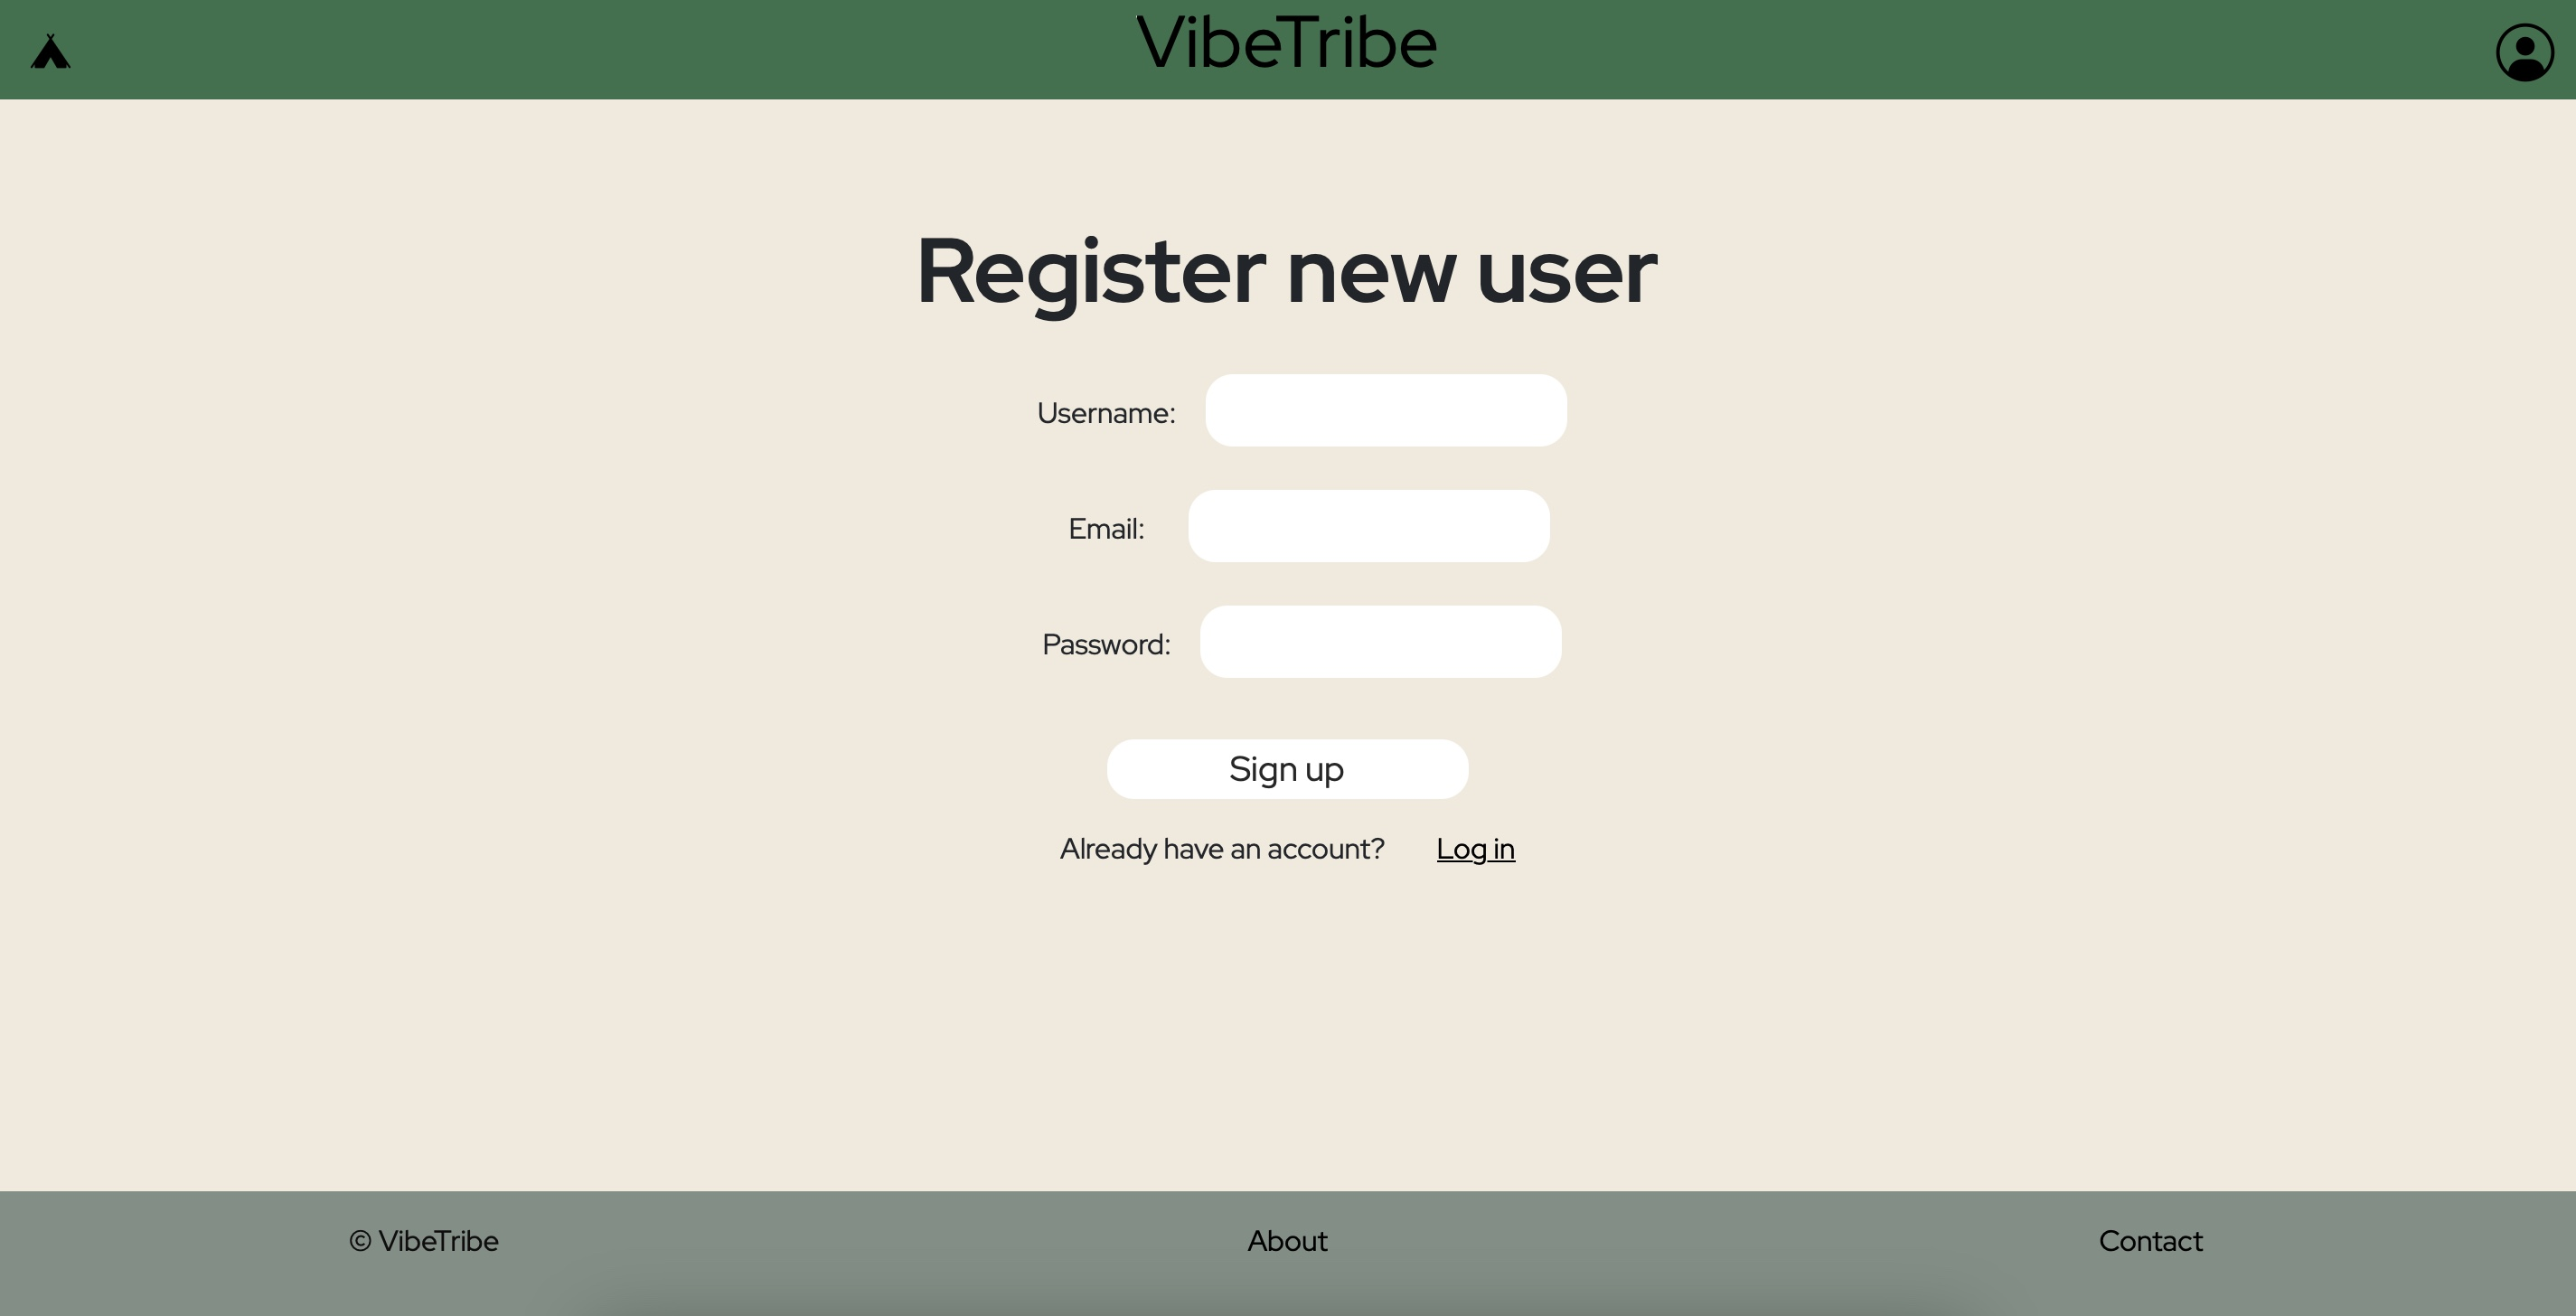 VibeTribe
Register new user
Username:
Email:
Password:
Sign up
Already have an account? Log in
© VibeTribe About Contact